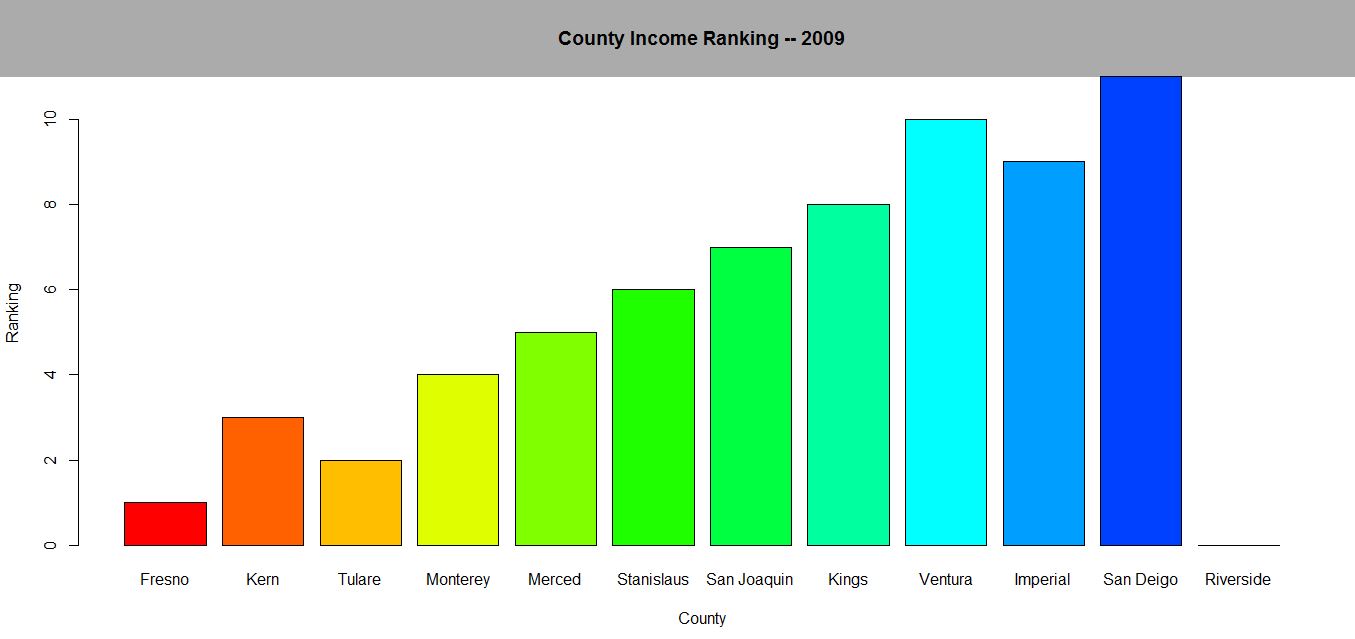 County Income Ranking -- 2009
Ranking
10
8
6
4
2
0
Fresno Kern Tulare Monterey Merced Stanislaus San Joaquin Kings Ventura Imperial San Deigo Riverside
County